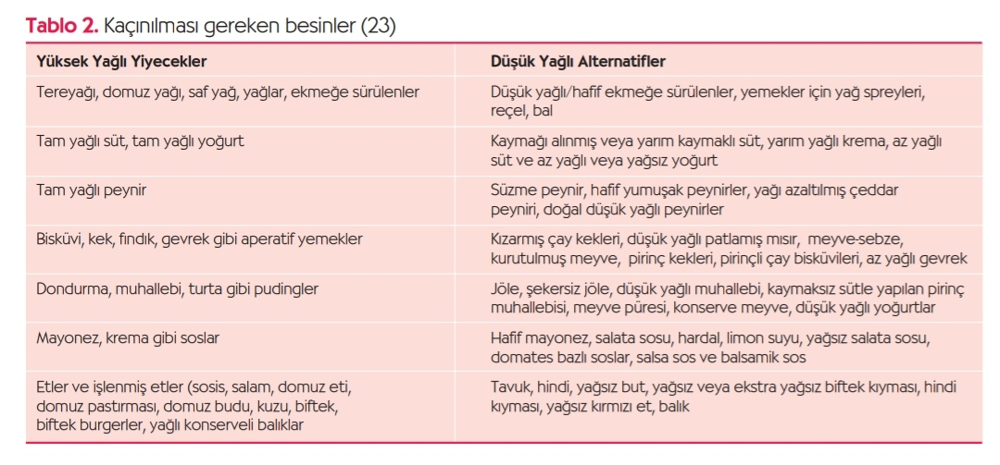 Tablo 2. Kaçınılması gereken besinler (23)
Yüksek Yağlı Yiyecekler
Düşük Yağlı Alternatifler
Tereyağı, domuz yağı, saf yağ, yağlar, ekmeğe sürülenler
Düşük yağlı/hafif ekmeğe sürülenler, yemekler için yağ spreyleri,
reçel, bal
Tam yağlı süt, tam yağlı yoğurt
Kaymağı alınmış veya yarım kaymaklı süt, yarım yağlı krema, az yağlı
süt ve az yağlı veya yağsız yoğurt
Tam yağlı peynir
Süzme peynir, hafif yumuşak peynirler, yağı azaltılmış çeddar
peyniri, doğal düşük yağlı peynirler
Bisküvi, kek, fındık, gevrek gibi aperatif yemekler
Kızarmış çay kekleri, düşük yağlı patlamış mısır, meyve-sebze,
kurutulmuş meyve, pirinç kekleri, pirinçli çay bisküvileri, az yağlı gevrek
Dondurma, muhallebi, turta gibi pudingler
Jöle, şekersiz jöle, düşük yağlı muhallebi, kaymaksız sütle yapılan pirinç
muhallebisi, meyve püresi, konserve meyve, düşük yağlı yoğurtlar
Mayonez, krema gibi soslar
Hafif mayonez, salata sosu, hardal, limon suyu, yağsız salata sosu,
domates bazlı soslar, salsa sos ve balsamik sos
Etler ve işlenmiş etler (sosis, salam, domuz eti,
domuz pastırması, domuz budu, kuzu, biftek,
biftek burgerler, yağlı konserveli balıklar
Tavuk, hindi, yağsız but, yağsız veya ekstra yağsız biftek kıyması, hindi
kıyması, yağsız kırmızı et, balık